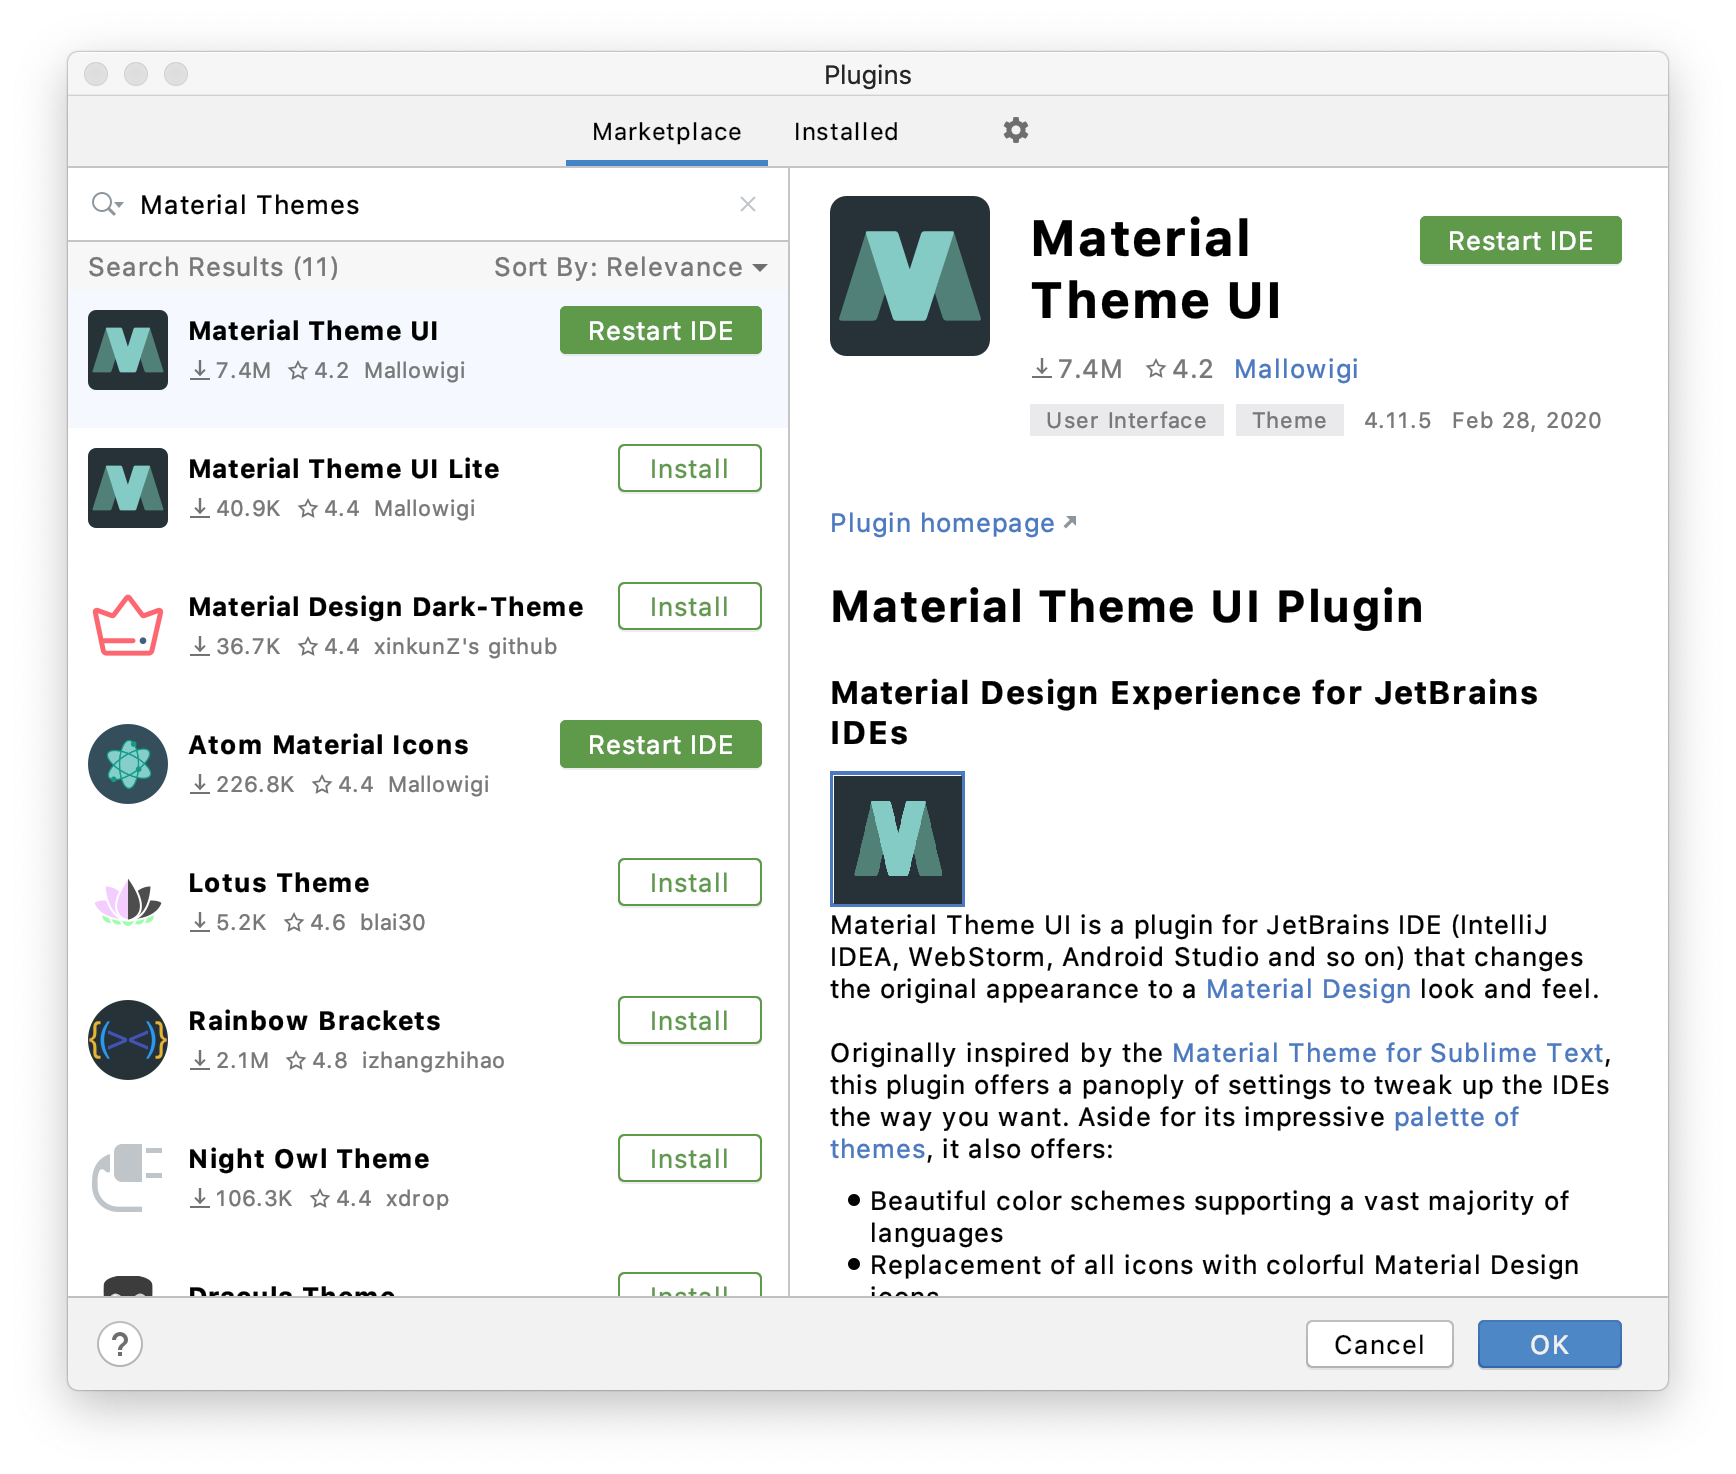 Plugins
Marketplace
Installed
Material Themes
Search Results (11)
Sort By: Relevance
Material Theme UI
Restart IDE
7.4M
4.2
Mallowigi
Material Theme UI Lite
Install
40.9K
4.4
Mallowigi
Material Design Dark-Theme
Install
36.7K
4.4
xinkunZ's github
Atom Material Icons
Restart IDE
226.8K
4.4
Mallowigi
Lotus Theme
Install
5.2K
4.6
blai30
Rainbow Brackets
Install
2.1M
4.8
izhangzhihao
Night Owl Theme
Install
106.3K
4.4
xdrop
Dracula Theme
Install
Material
Theme UI
Restart IDE
7.4M
4.2
Mallowigi
User Interface
Theme
4.11.5
Feb 28, 2020
Plugin homepage
Material Theme UI Plugin
Material Design Experience for JetBrains
IDEs
Material Theme UI is a plugin for JetBrains IDE (IntelliJ
IDEA, WebStorm, Android Studio and so on) that changes
the original appearance to a Material Design look and feel.
Originally inspired by the Material Theme for Sublime Text,
this plugin offers a panoply of settings to tweak up the IDEs
the way you want. Aside for its impressive palette of
themes, it also offers:
Beautiful color schemes supporting a vast majority of
languages
Replacement of all icons with colorful Material Design
icons
?
Cancel
OK